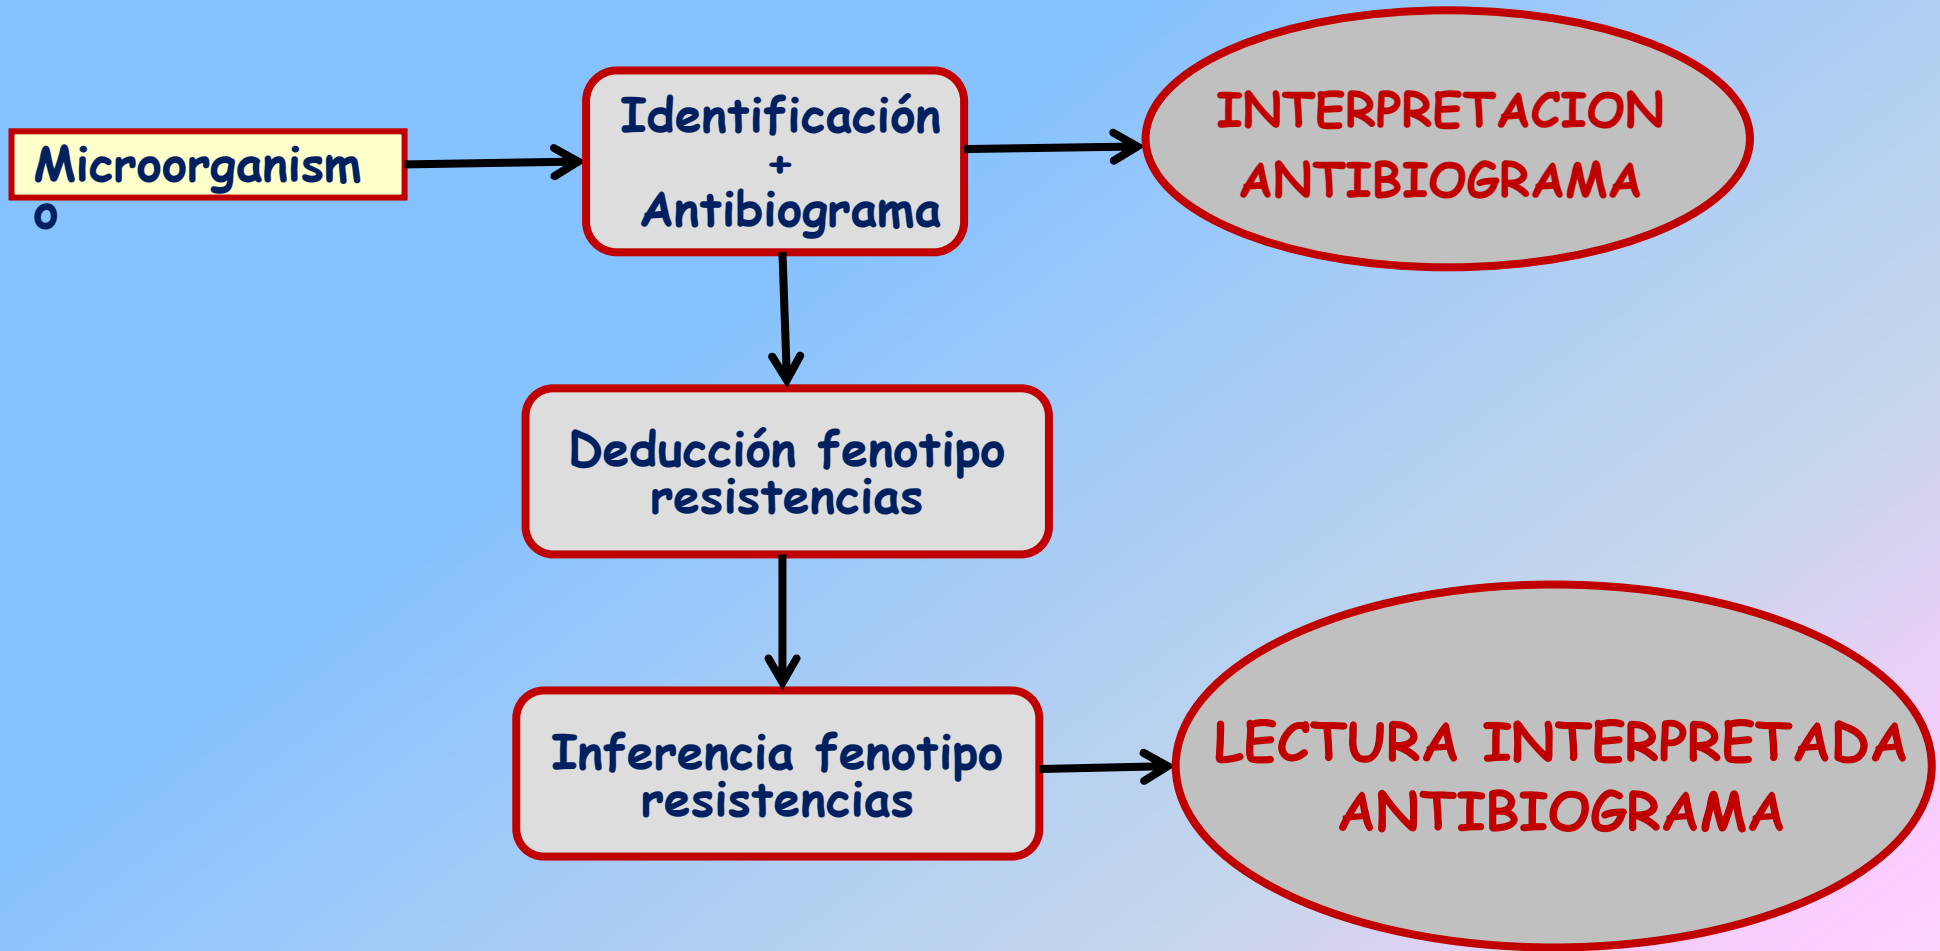 Microorganism
o
Identificación
+
Antibiograma
INTERPRETACION
ANTIBIOGRAMA
Deducción fenotipo
resistencias
Inferencia fenotipo
resistencias
LECTURA INTERPRETADA
ANTIBIOGRAMA